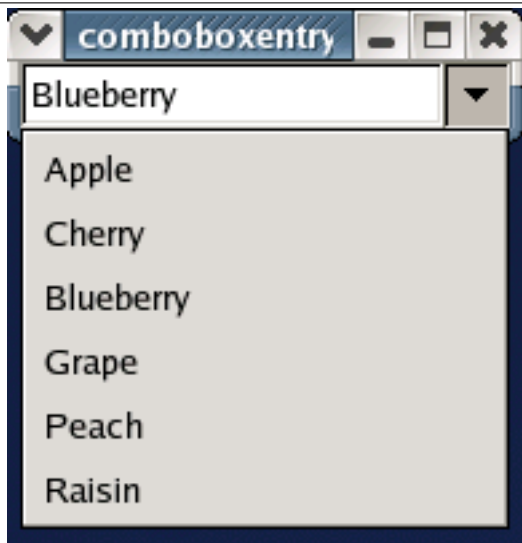 comboboxentry
Blueberry
Apple
Cherry
Blueberry
Grape
Peach
Raisin